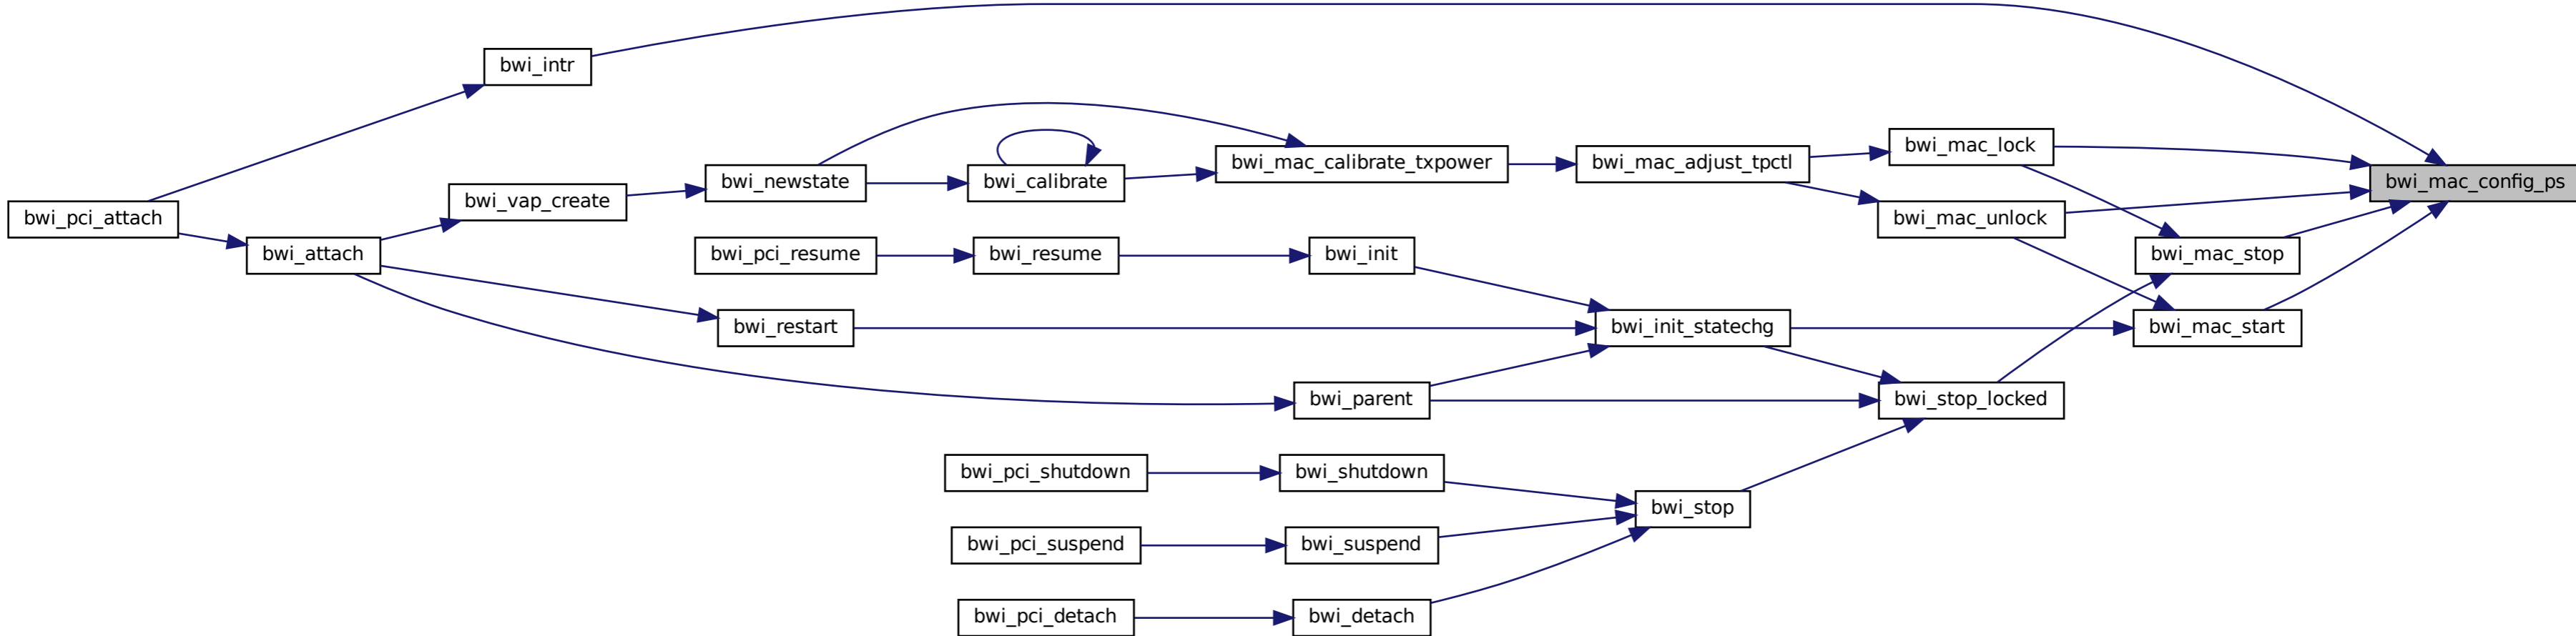 bwi_intr
bwi_mac_lock
bwi_mac_calibrate_txpower
bwi_mac_adjust_tpctl
bwi_newstate
bwi_calibrate
bwi_mac_config_ps
bwi_vap_create
bwi_pci_attach
bwi_mac_unlock
bwi_attach
bwi_pci_resume
bwi_resume
bwi_init
bwi_mac_stop
bwi_restart
bwi_init_statechg
bwi_mac_start
bwi_parent
bwi_stop_locked
bwi_pci_shutdown
bwi_shutdown
bwi_stop
bwi_pci_suspend
bwi_suspend
bwi_pci_detach
bwi_detach